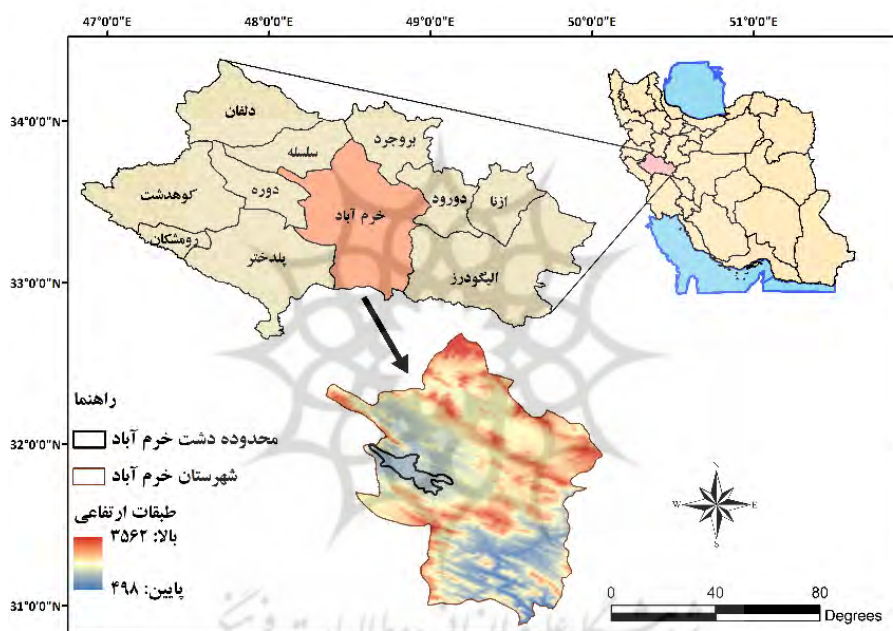 47°0'0"E 48°0'0"E 49°0'0"E 50°0'0"E 51°0'0"E
34°0'0"N
33°0'0"N
32°0'0"N
31°0'0"N
دلفان
بروجرد
سلسله
کوهدشت
دوره
دورود
ازنا
خرم آباد
رومشکان
پلدختر
الیگودرز
راهنما
محدوده دشت خرم آباد
شهرستان خرم آباد
طبقات ارتفاعی
بالا: ۳۵۶۲
پایین: ۴۹۸
N
W E
S
0 40 80
Degrees